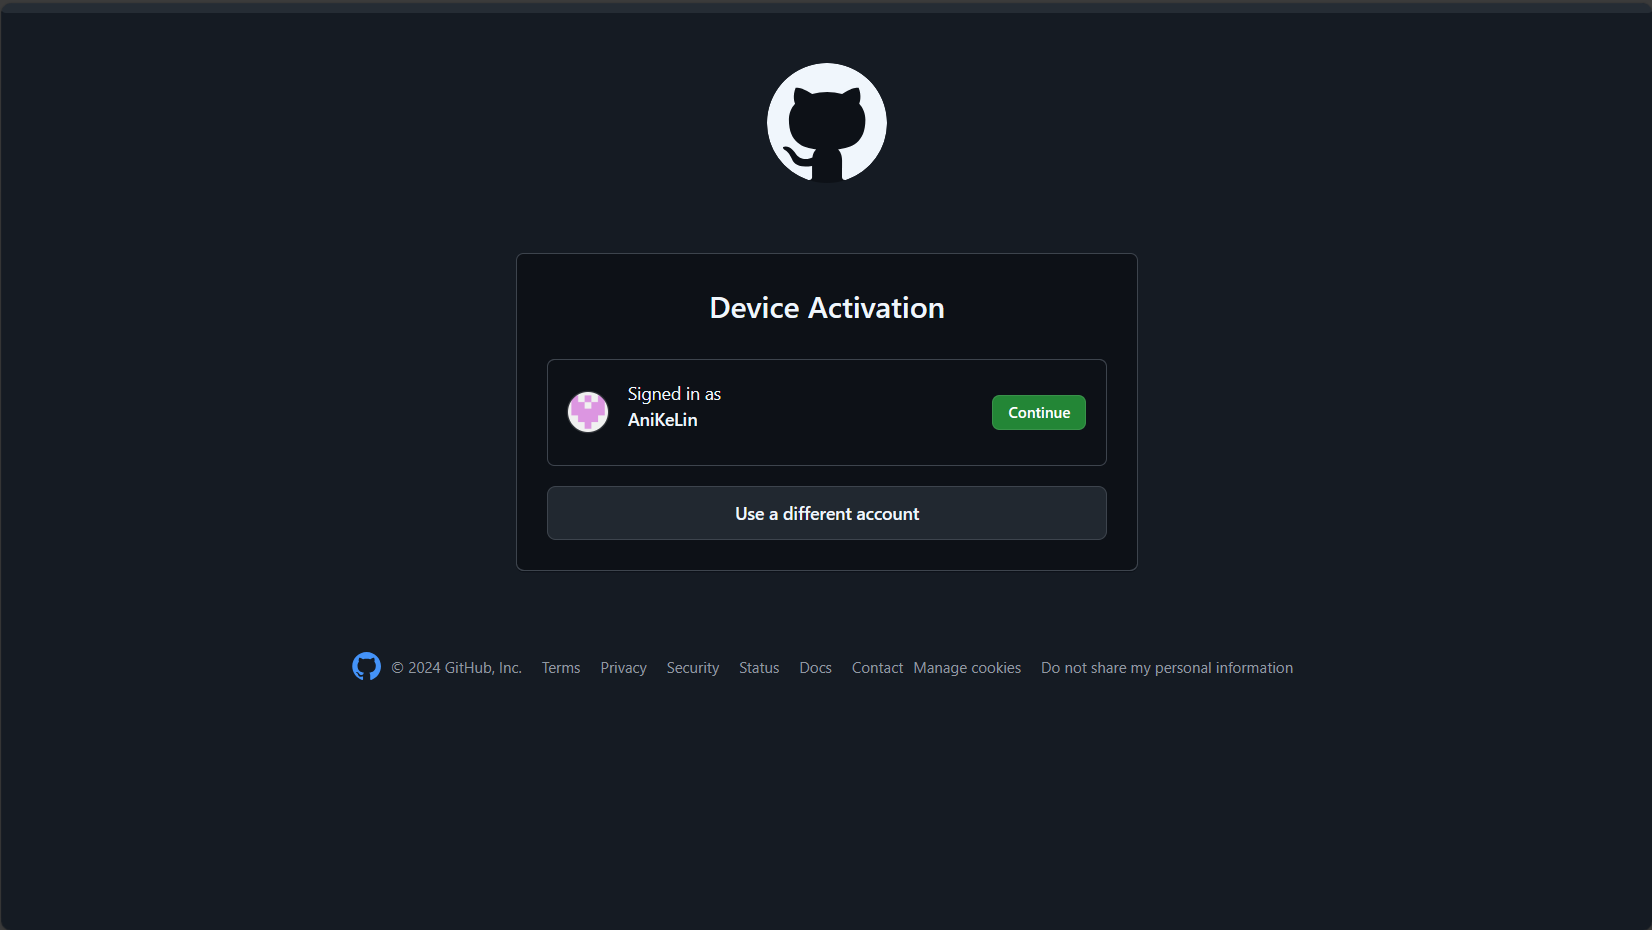 Device Activation
Signed in as
AniKeLin
Continue
Use a different account
© 2024 GitHub, Inc. Terms Privacy Security Status Docs Contact Manage cookies Do not share my personal information